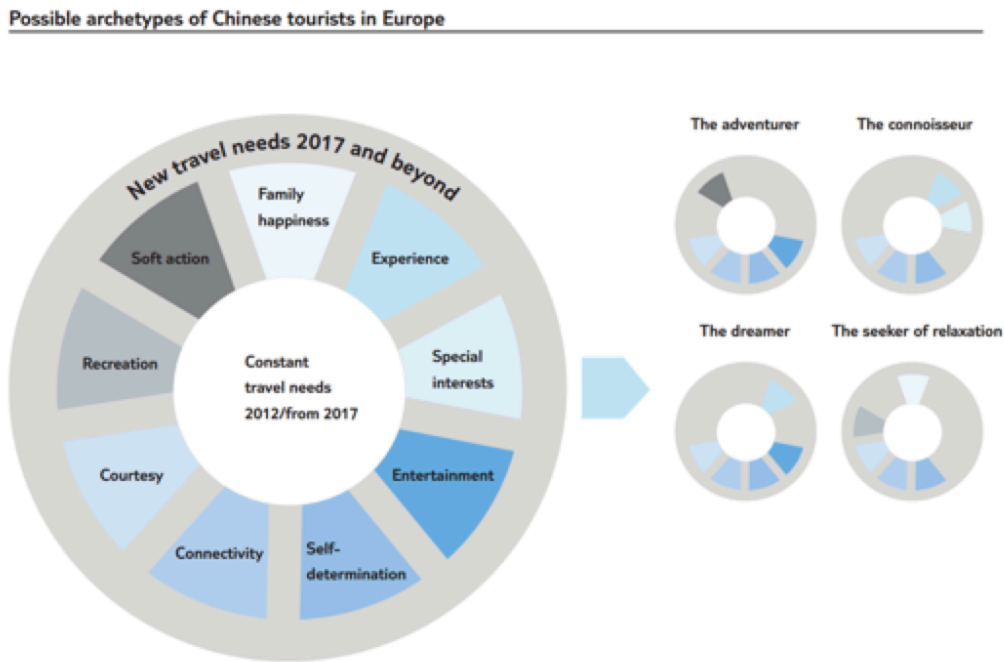 Possible archetypes of Chinese tourists in Europe
New travel needs 2017 and beyond
Family
happiness
Soft action
Experience
Recreation
Special
interests
Constant
travel needs
2012/from 2017
Courtesy
Entertainment
Connectivity
Self-
determination
The adventurer
The connoisseur
The dreamer
The seeker of relaxation